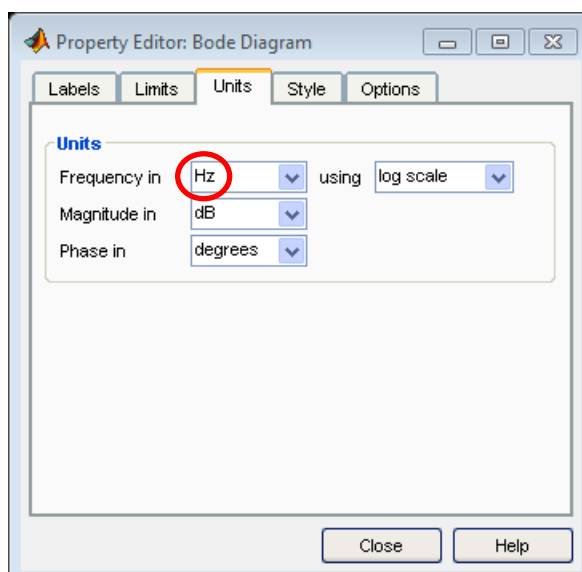 Property Editor: Bode Diagram
Labels Limits Units Style Options
Units
Frequency in Hz using log scale
Magnitude in dB
Phase in degrees
Close Help